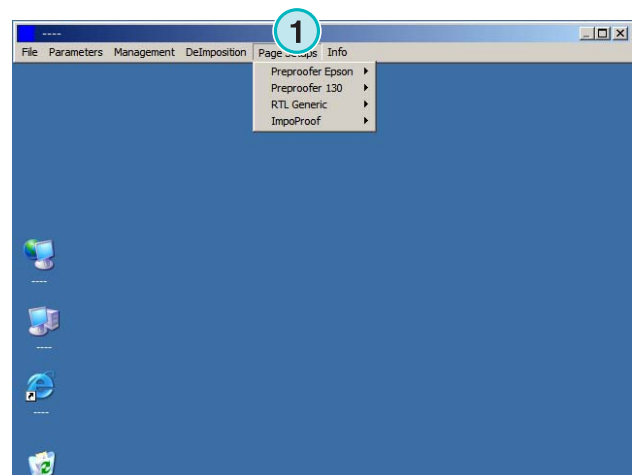 ----
1
File Parameters Management DeImposition Page Setups Info
Preproofer Epson
Preproofer 130
RTL Generic
ImpoProof
----
----
----